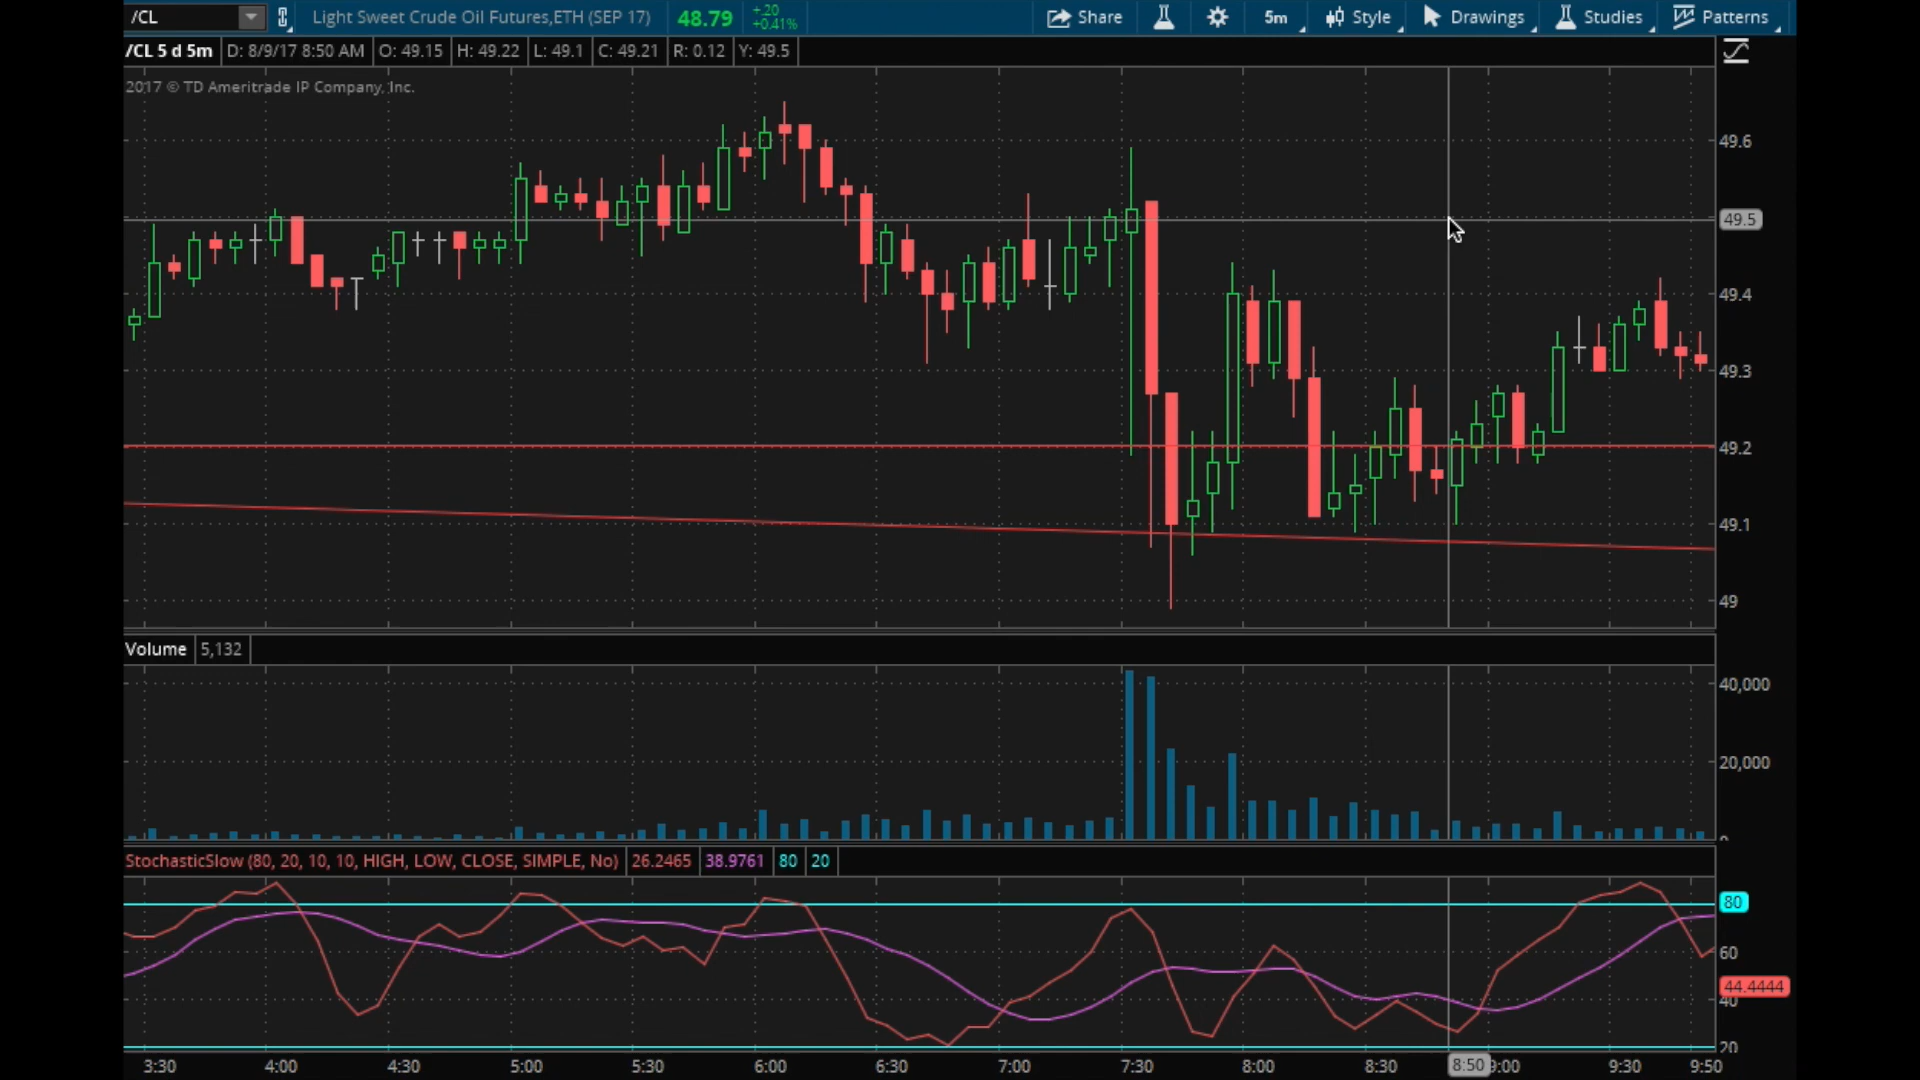 /CL Light Sweet Crude Oil Futures,ETH (SEP 17) 48.79 +.20 +0.41% Share 5m Style Drawings Studies Patterns
/CL 5 d 5m D: 8/9/17 8:50 AM O: 49.15 H: 49.22 L: 49.1 C: 49.21 R: 0.12 Y: 49.5
2017 © TD Ameritrade IP Company, Inc.
49.6
49.5
49.4
49.3
49.2
49.1
49
Volume 5,132
40,000
20,000
0
StochasticSlow (80, 20, 10, 10, HIGH, LOW, CLOSE, SIMPLE, No) 26.2465 38.9761 80 20
80
60
44.4444
40
20
3:30 4:00 4:30 5:00 5:30 6:00 6:30 7:00 7:30 8:00 8:30 8:50 9:00 9:30 9:50